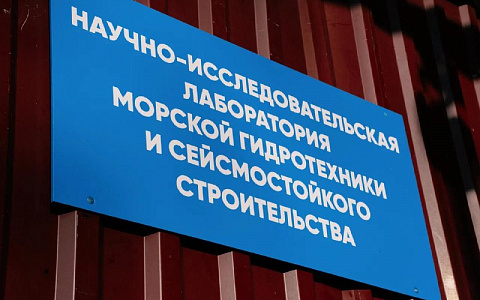 НАУЧНО-ИССЛЕДОВАТЕЛЬСКАЯ
ЛАБОРАТОРИЯ
МОРСКОЙ ГИДРОТЕХНИКИ
И СЕЙСМОСТОЙКОГО
СТРОИТЕЛЬСТВА